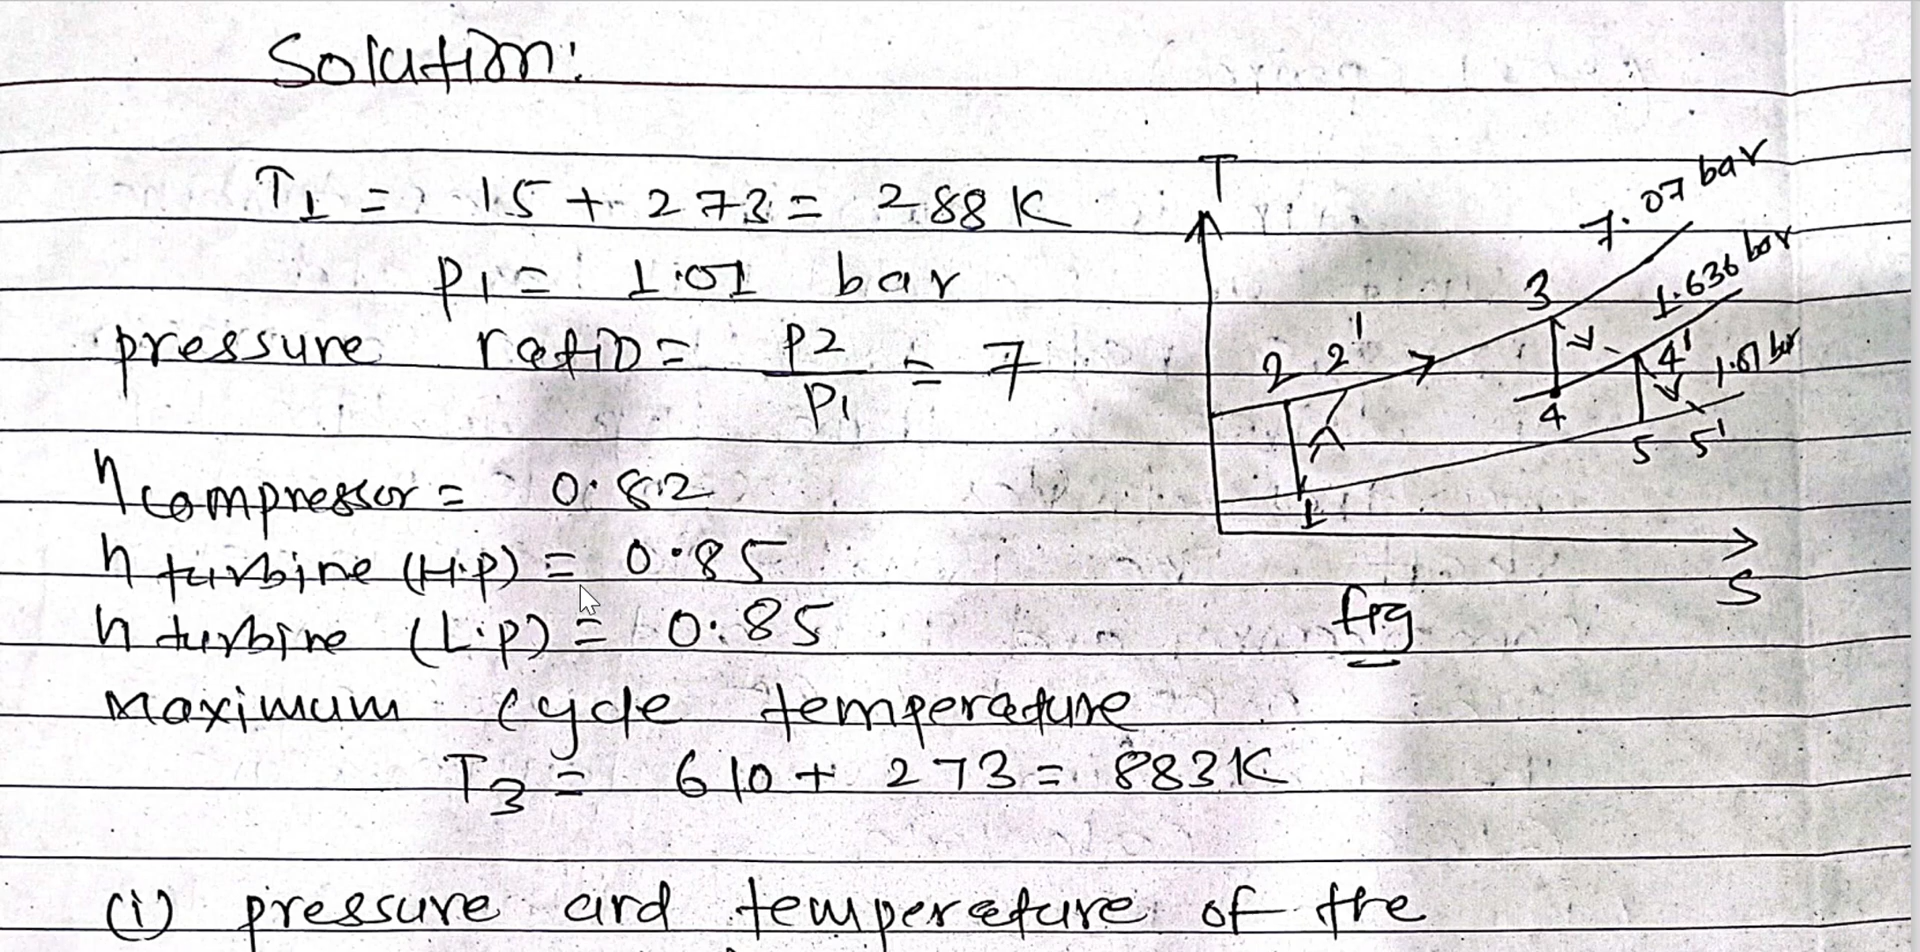 Solution:
T1 = 15 + 273 = 288 K
P1 = 1.01 bar
pressure ratio = P2/P1 = 7
ηcompressor = 0.82
η turbine (H.p) = 0.85
η turbine (L.p) = 0.85
Maximum cycle temperature
T3 = 610 + 273 = 883K
(i) pressure and temperature of the
T
7.07 bar
1.636 bar
1.01 bar
3
2 2'
4'
4
5 5'
1
S
fig